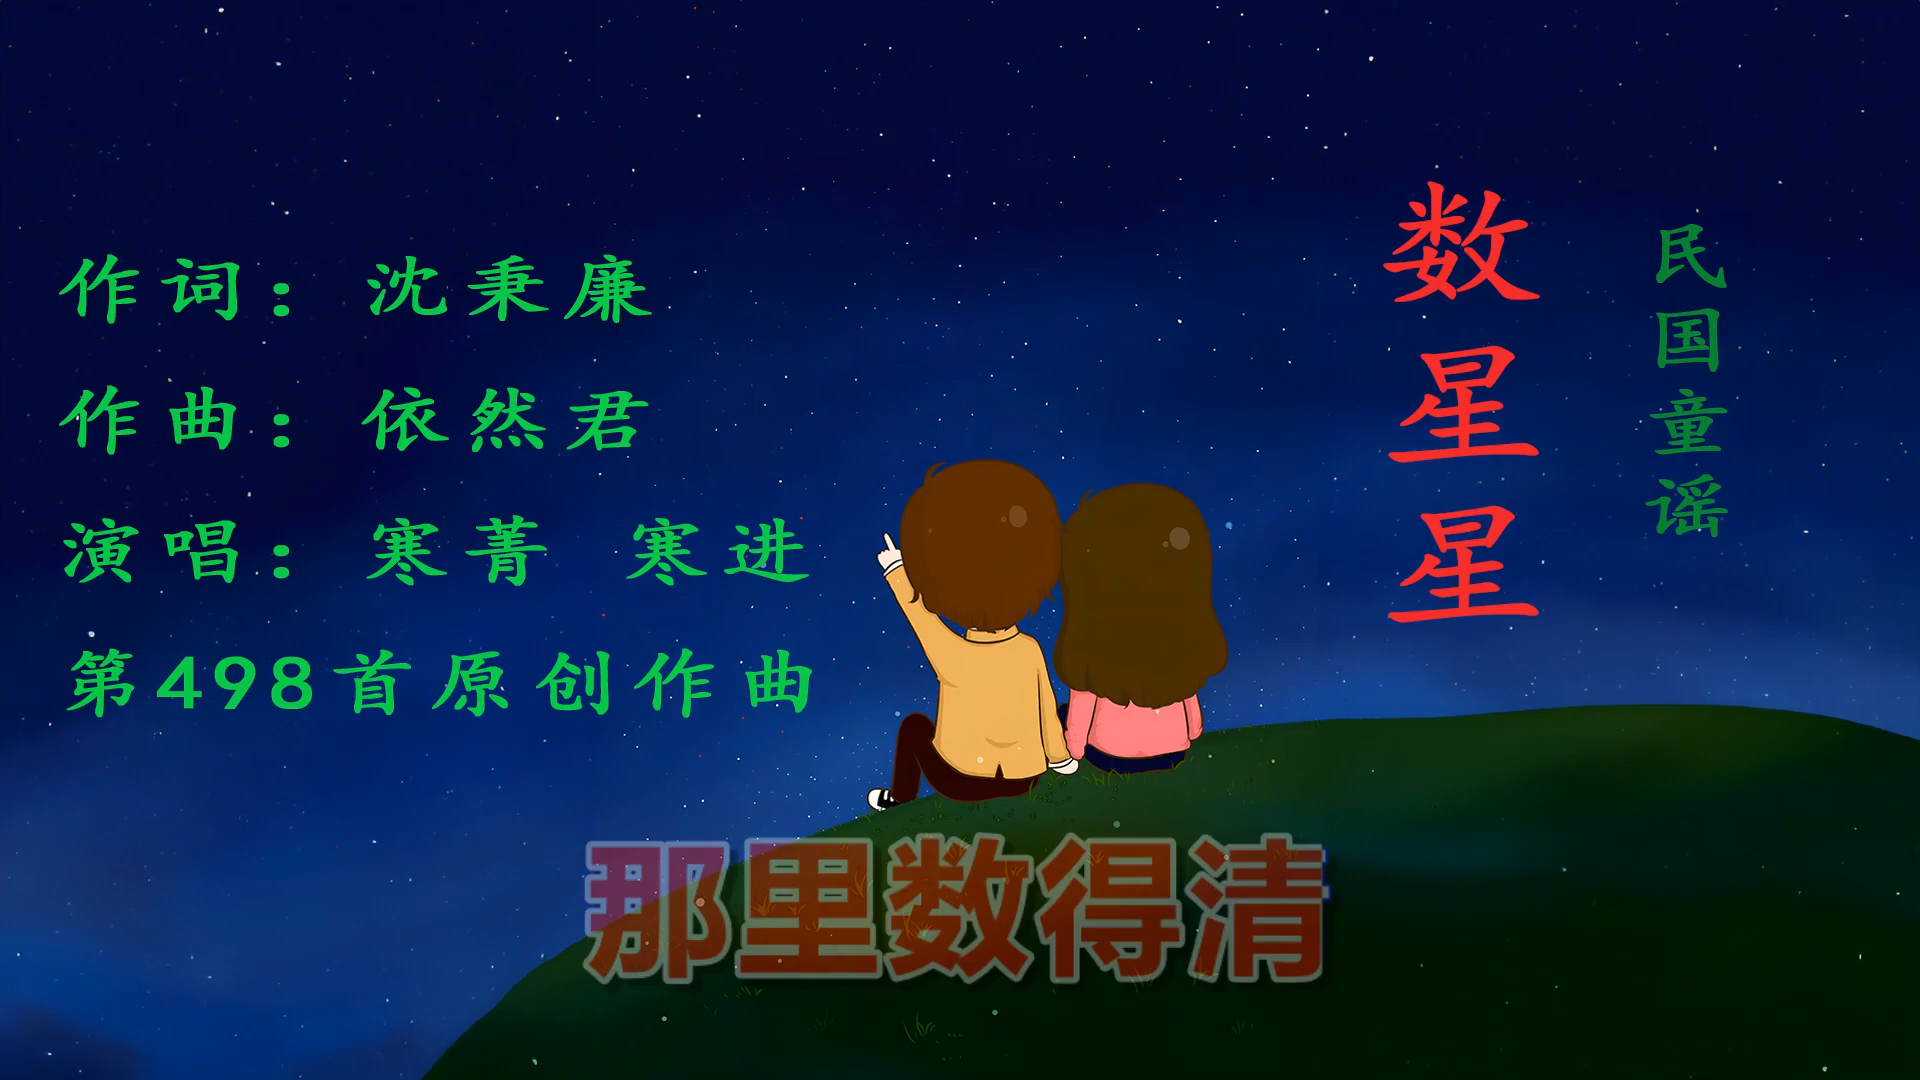 数星星
民国童谣
作词：沈秉廉
作曲：依然君
演唱：寒菁 寒进
第498首原创作曲
那里数得清